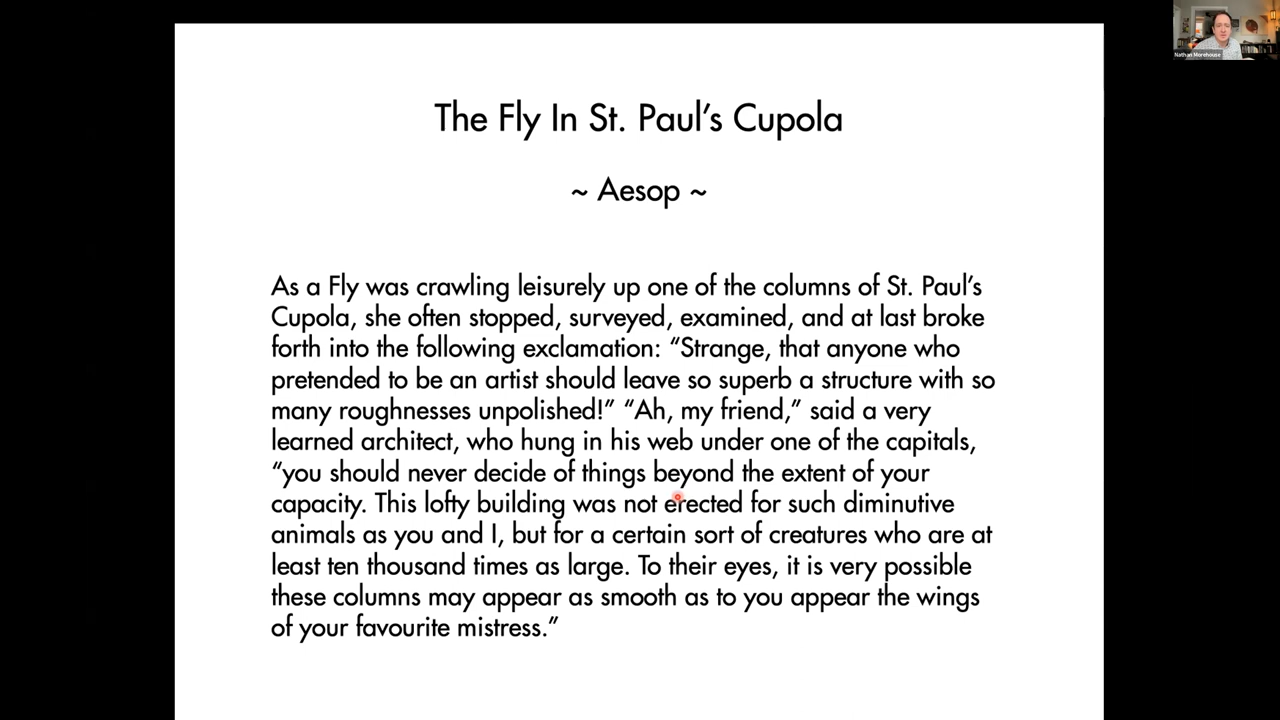 The Fly In St. Paul’s Cupola
~ Aesop ~
As a Fly was crawling leisurely up one of the columns of St. Paul’s
Cupola, she often stopped, surveyed, examined, and at last broke
forth into the following exclamation: “Strange, that anyone who
pretended to be an artist should leave so superb a structure with so
many roughnesses unpolished!” “Ah, my friend,” said a very
learned architect, who hung in his web under one of the capitals,
“you should never decide of things beyond the extent of your
capacity. This lofty building was not erected for such diminutive
animals as you and I, but for a certain sort of creatures who are at
least ten thousand times as large. To their eyes, it is very possible
these columns may appear as smooth as to you appear the wings
of your favourite mistress.”
Nathan Morehouse